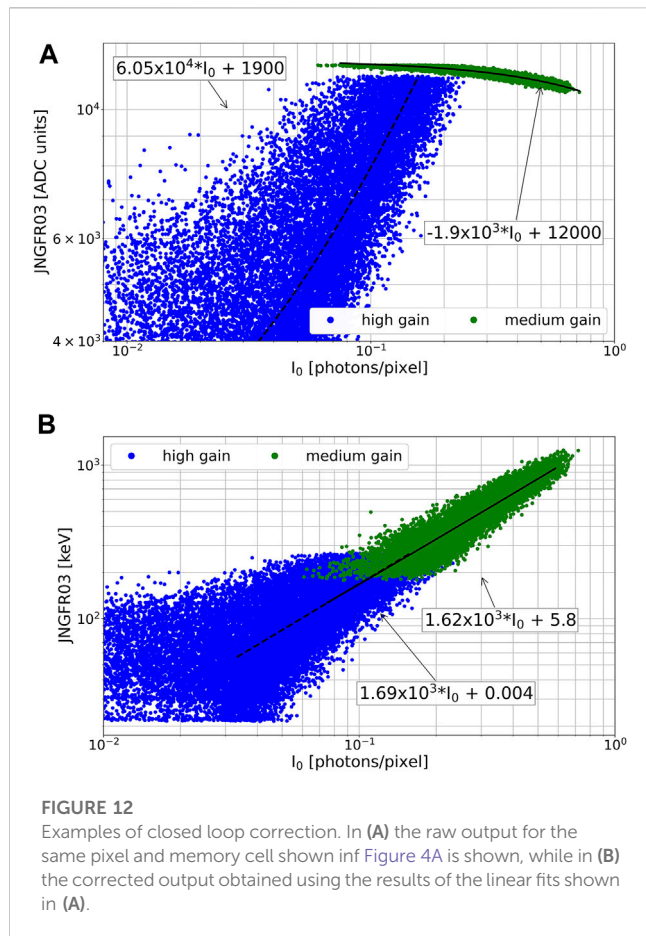 A
6.05x10⁴*I₀ + 1900
10⁴
6 × 10³
4 × 10³
JNGFR03 [ADC units]
-1.9x10³*I₀ + 12000
high gain
medium gain
10⁻²
10⁻¹
10⁰
I₀ [photons/pixel]
B
high gain
medium gain
10³
10²
JNGFR03 [keV]
1.62x10³*I₀ + 5.8
1.69x10³*I₀ + 0.004
10⁻²
10⁻¹
10⁰
I₀ [photons/pixel]
FIGURE 12
Examples of closed loop correction. In (A) the raw output for the
same pixel and memory cell shown inf Figure 4A is shown, while in (B)
the corrected output obtained using the results of the linear fits shown
in (A).